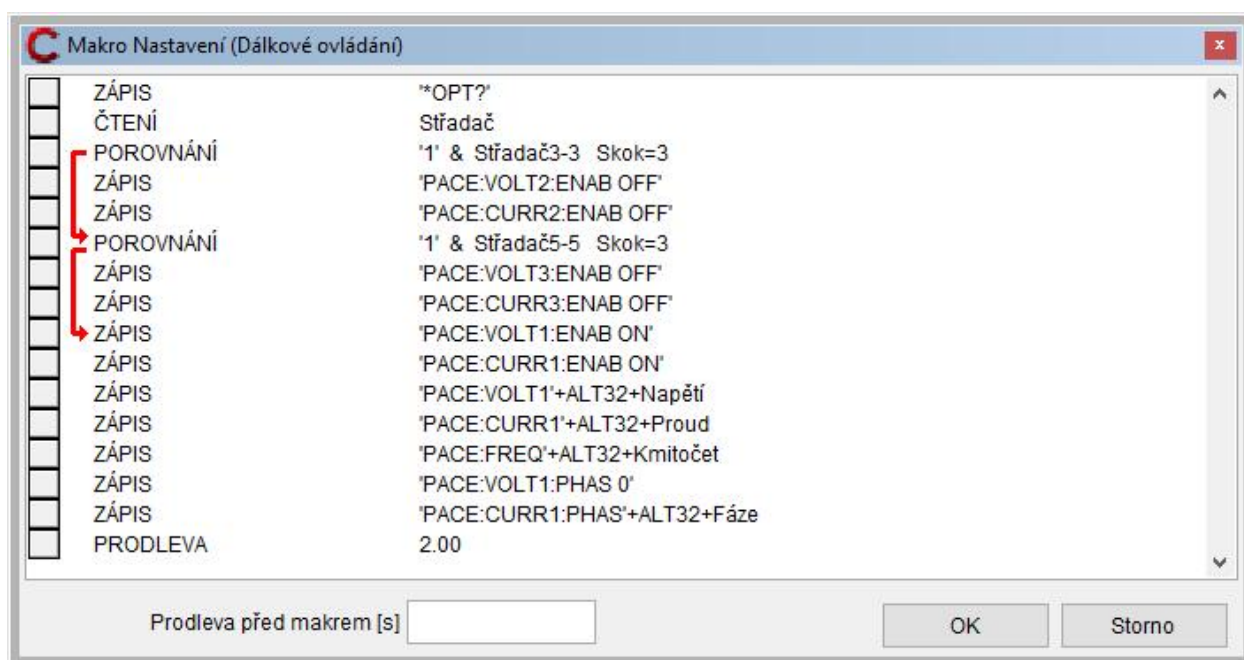 Makro Nastavení (Dálkové ovládání)
ZÁPIS '*OPT?'
ČTENÍ Střadač
POROVNÁNÍ '1' & Střadač3-3 Skok=3
ZÁPIS 'PACE:VOLT2:ENAB OFF'
ZÁPIS 'PACE:CURR2:ENAB OFF'
POROVNÁNÍ '1' & Střadač5-5 Skok=3
ZÁPIS 'PACE:VOLT3:ENAB OFF'
ZÁPIS 'PACE:CURR3:ENAB OFF'
ZÁPIS 'PACE:VOLT1:ENAB ON'
ZÁPIS 'PACE:CURR1:ENAB ON'
ZÁPIS 'PACE:VOLT1'+ALT32+Napětí
ZÁPIS 'PACE:CURR1'+ALT32+Proud
ZÁPIS 'PACE:FREQ'+ALT32+Kmitočet
ZÁPIS 'PACE:VOLT1:PHAS 0'
ZÁPIS 'PACE:CURR1:PHAS'+ALT32+Fáze
PRODLEVA 2.00
Prodleva před makrem [s] OK Storno